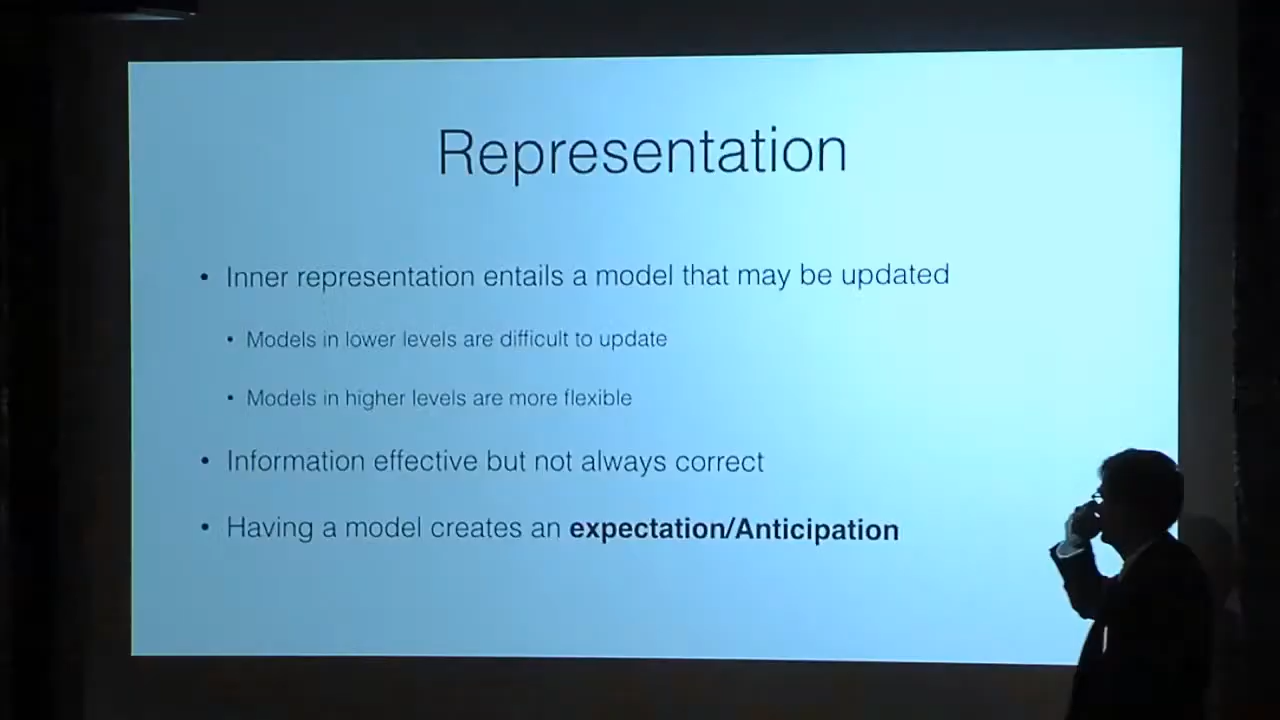 Representation
• Inner representation entails a model that may be updated
• Models in lower levels are difficult to update
• Models in higher levels are more flexible
• Information effective but not always correct
• Having a model creates an expectation/Anticipation